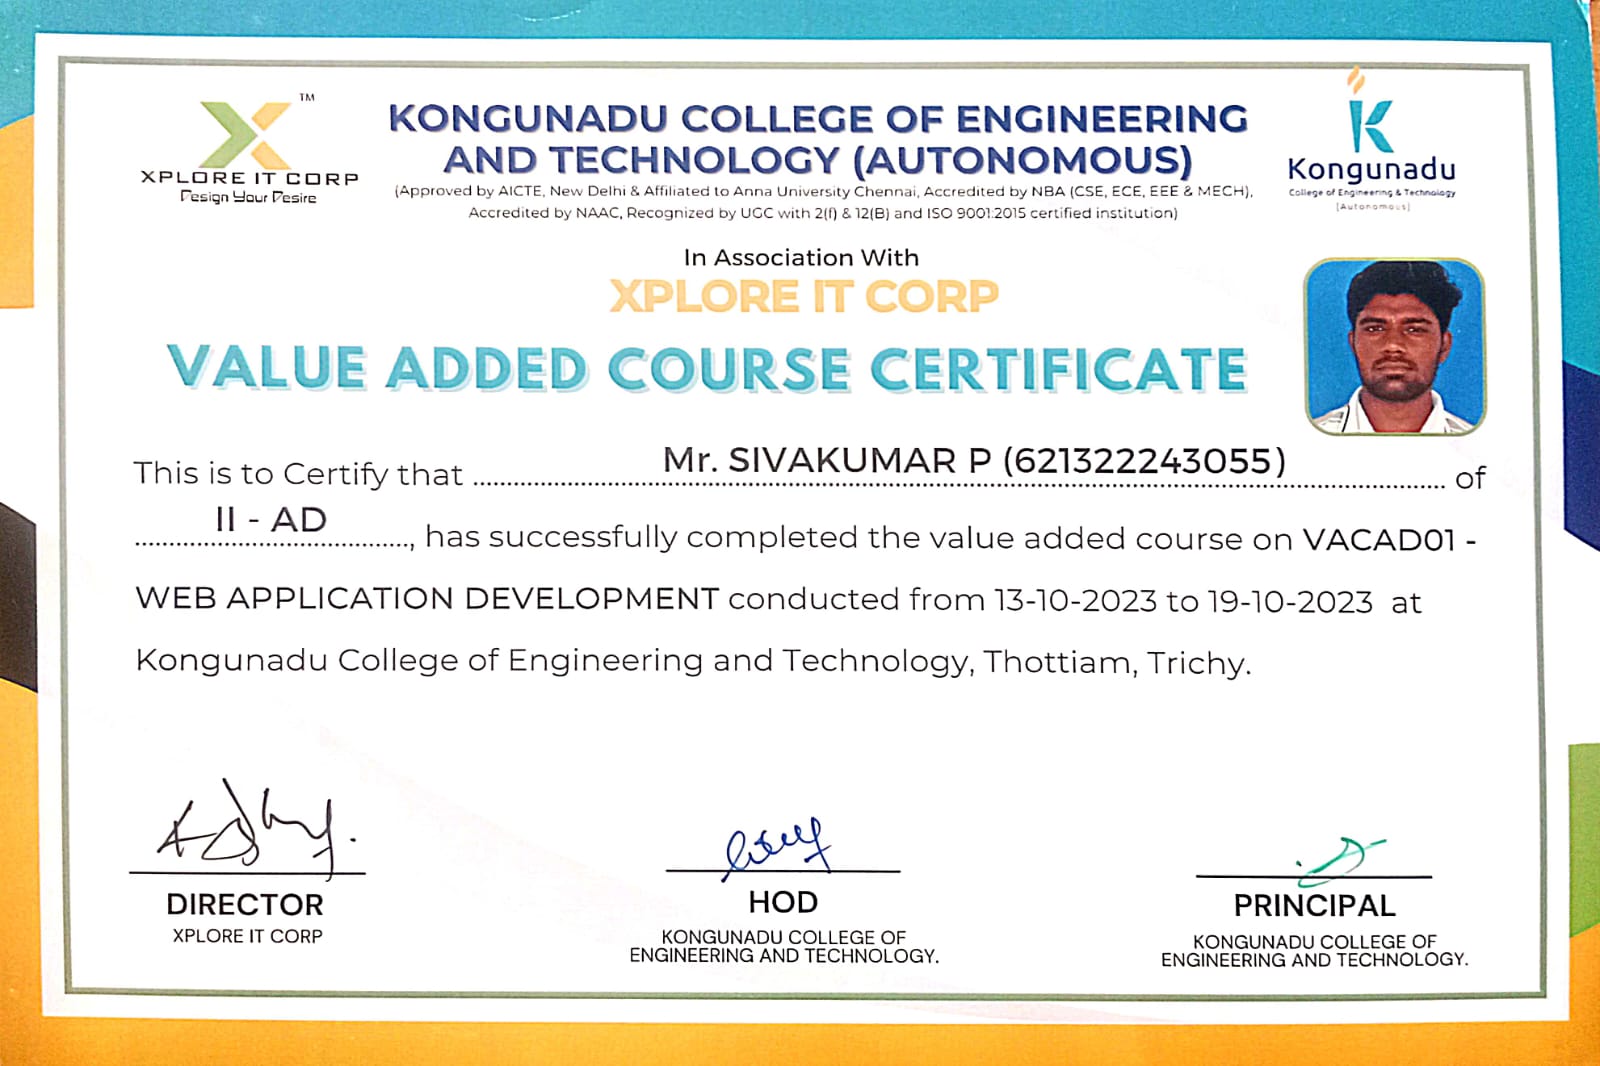 TM
XPLORE IT CORP
Design Your Desire
KONGUNADU COLLEGE OF ENGINEERING
AND TECHNOLOGY (AUTONOMOUS)
(Approved by AICTE, New Delhi & Affiliated to Anna University Chennai, Accredited by NBA (CSE, ECE, EEE & MECH),
Accredited by NAAC, Recognized by UGC with 2(f) & 12(B) and ISO 9001:2015 certified institution)
Kongunadu
College of Engineering & Technology
(Autonomous)
In Association With
XPLORE IT CORP
VALUE ADDED COURSE CERTIFICATE
This is to Certify that Mr. SIVAKUMAR P (621322243055) of
II - AD, has successfully completed the value added course on VACAD01 -
WEB APPLICATION DEVELOPMENT conducted from 13-10-2023 to 19-10-2023 at
Kongunadu College of Engineering and Technology, Thottiam, Trichy.
DIRECTOR
XPLORE IT CORP
HOD
KONGUNADU COLLEGE OF
ENGINEERING AND TECHNOLOGY.
PRINCIPAL
KONGUNADU COLLEGE OF
ENGINEERING AND TECHNOLOGY.